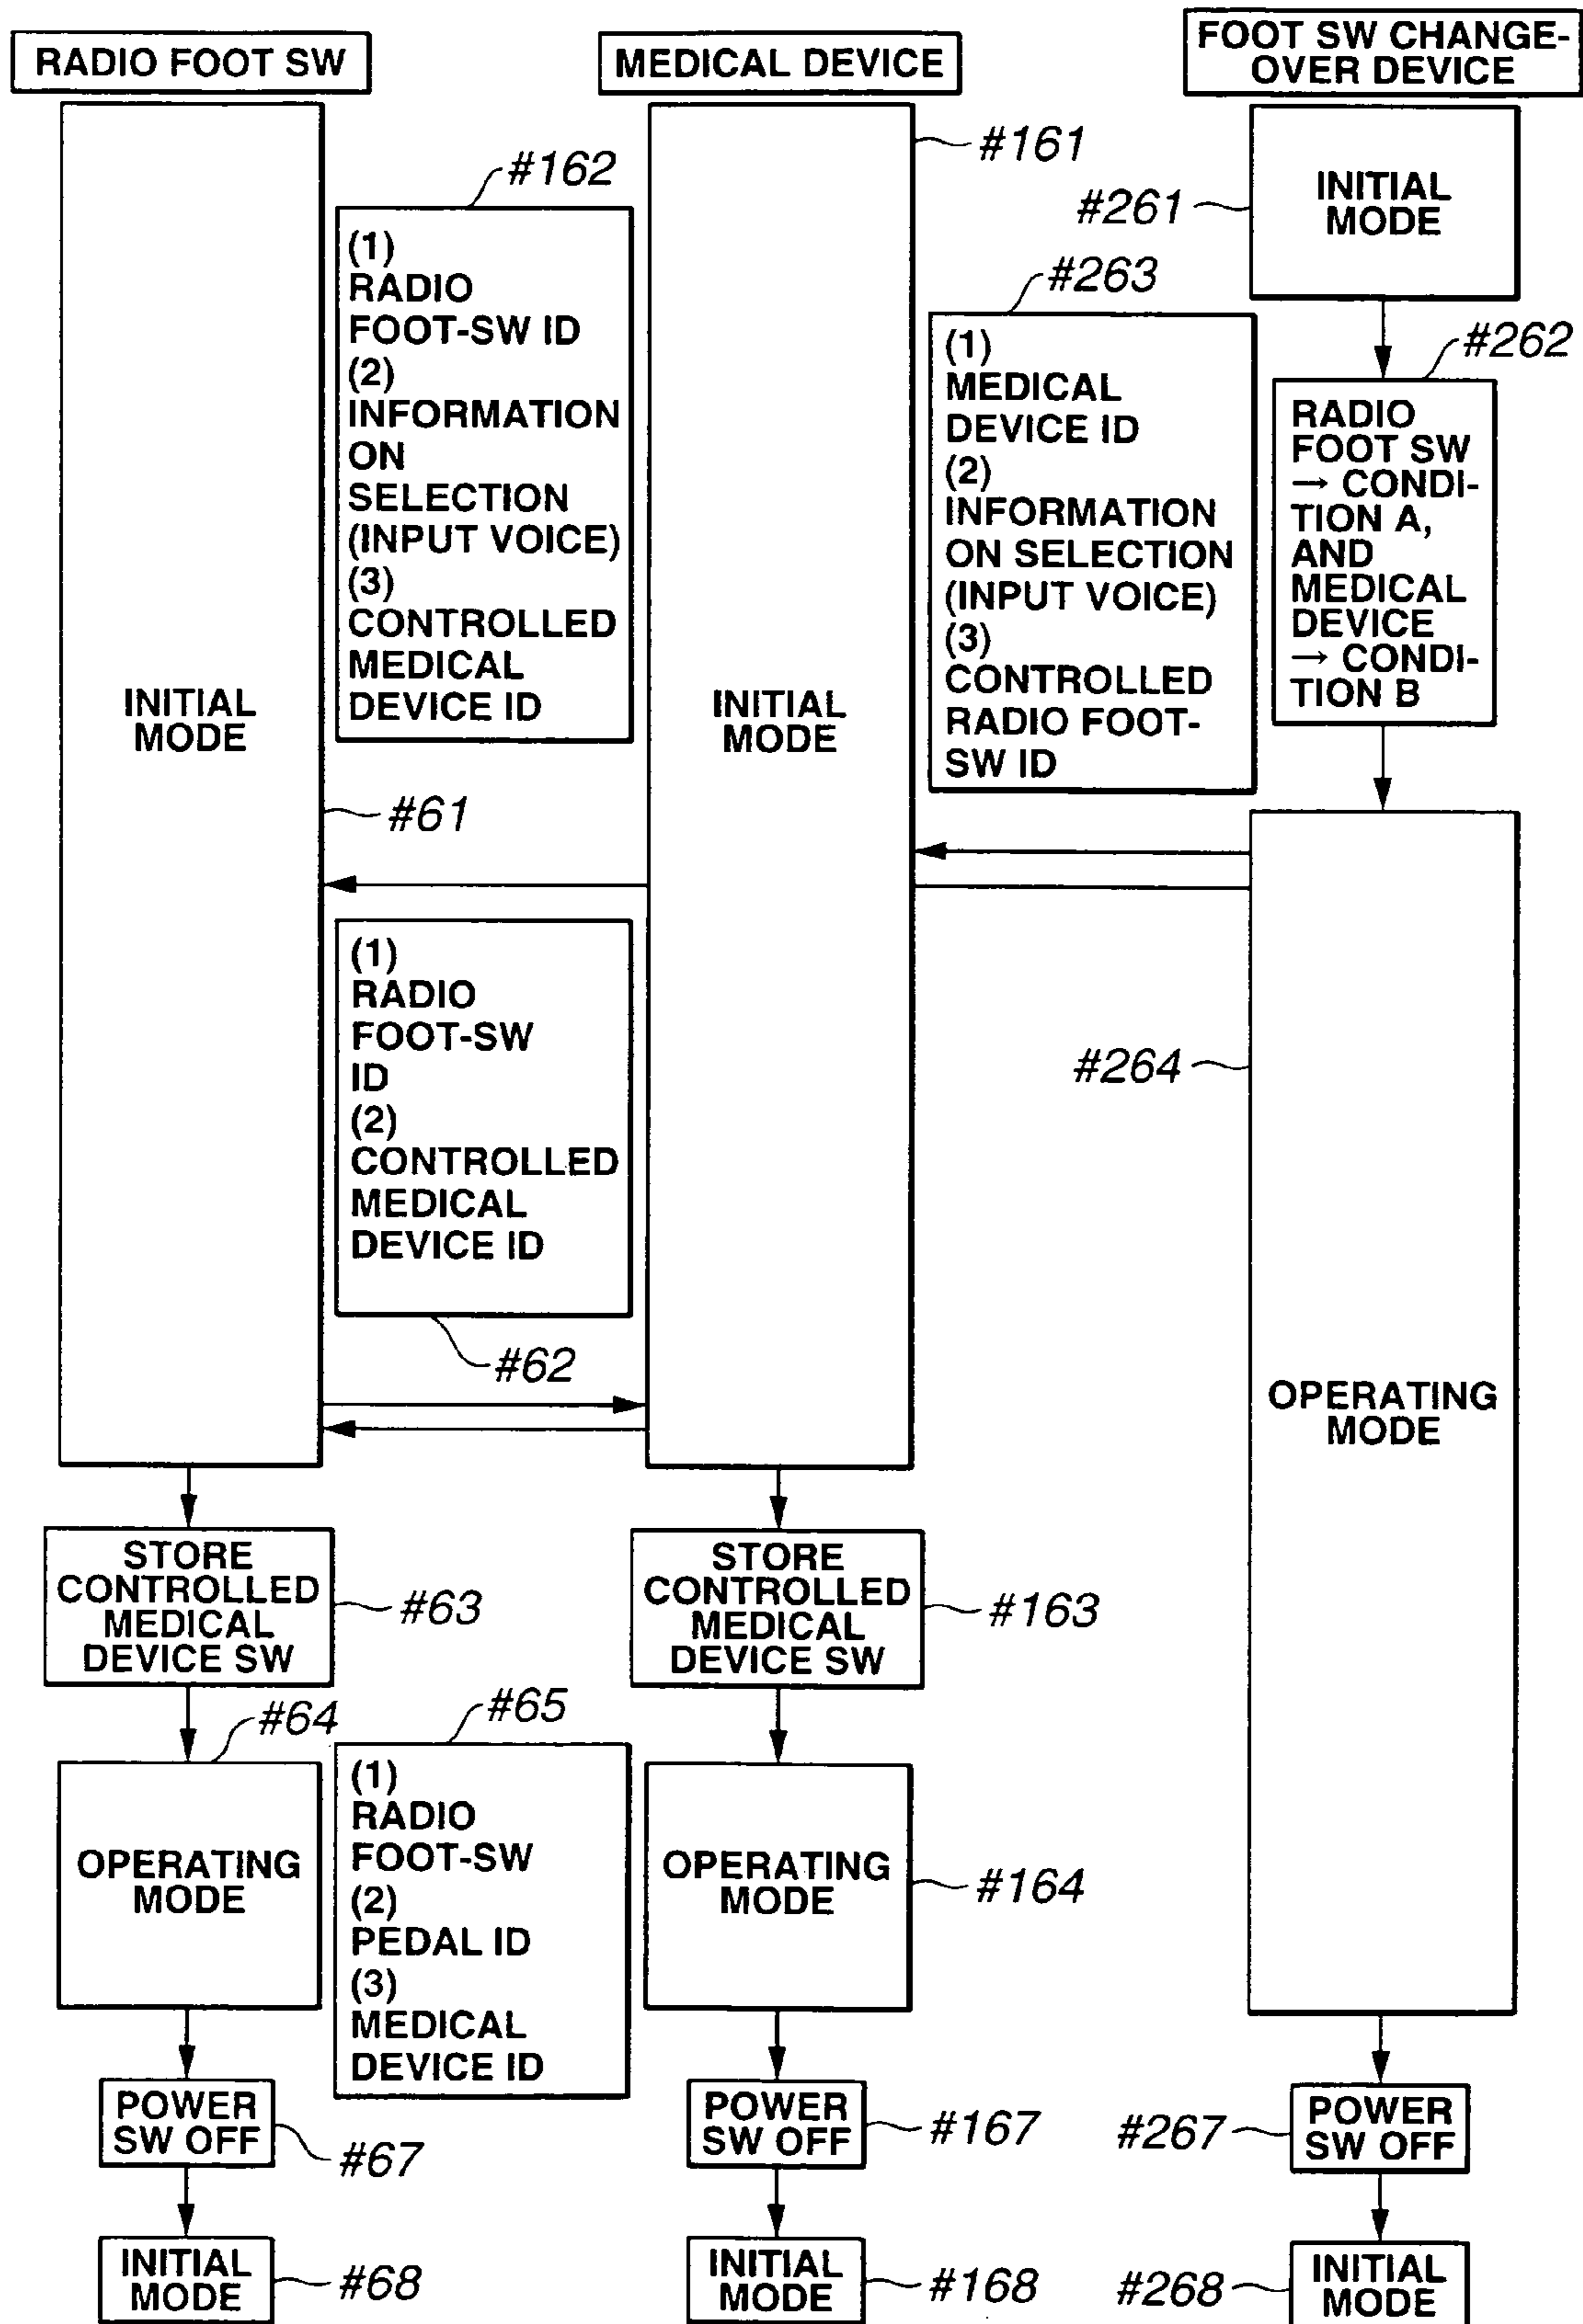 RADIO FOOT SW
MEDICAL DEVICE
FOOT SW CHANGE-
OVER DEVICE
#161
#162
INITIAL
MODE
#261
#263
(1)
RADIO
FOOT-SW ID
(2)
INFORMATION
ON
SELECTION
(INPUT VOICE)
(3)
CONTROLLED
MEDICAL
DEVICE ID
(1)
MEDICAL
DEVICE ID
(2)
INFORMATION
ON SELECTION
(INPUT VOICE)
(3)
CONTROLLED
RADIO FOOT-
SW ID
#262
RADIO
FOOT SW
→ CONDI-
TION A,
AND
MEDICAL
DEVICE
→ CONDI-
TION B
INITIAL
MODE
INITIAL
MODE
#61
(1)
RADIO
FOOT-SW
ID
(2)
CONTROLLED
MEDICAL
DEVICE ID
#264
#62
OPERATING
MODE
STORE
CONTROLLED
MEDICAL
DEVICE SW
#63
STORE
CONTROLLED
MEDICAL
DEVICE SW
#163
#64
#65
OPERATING
MODE
(1)
RADIO
FOOT-SW
(2)
PEDAL ID
(3)
MEDICAL
DEVICE ID
OPERATING
MODE
#164
POWER
SW OFF
#67
POWER
SW OFF
#167
#267
POWER
SW OFF
INITIAL
MODE
#68
INITIAL
MODE
#168
#268
INITIAL
MODE